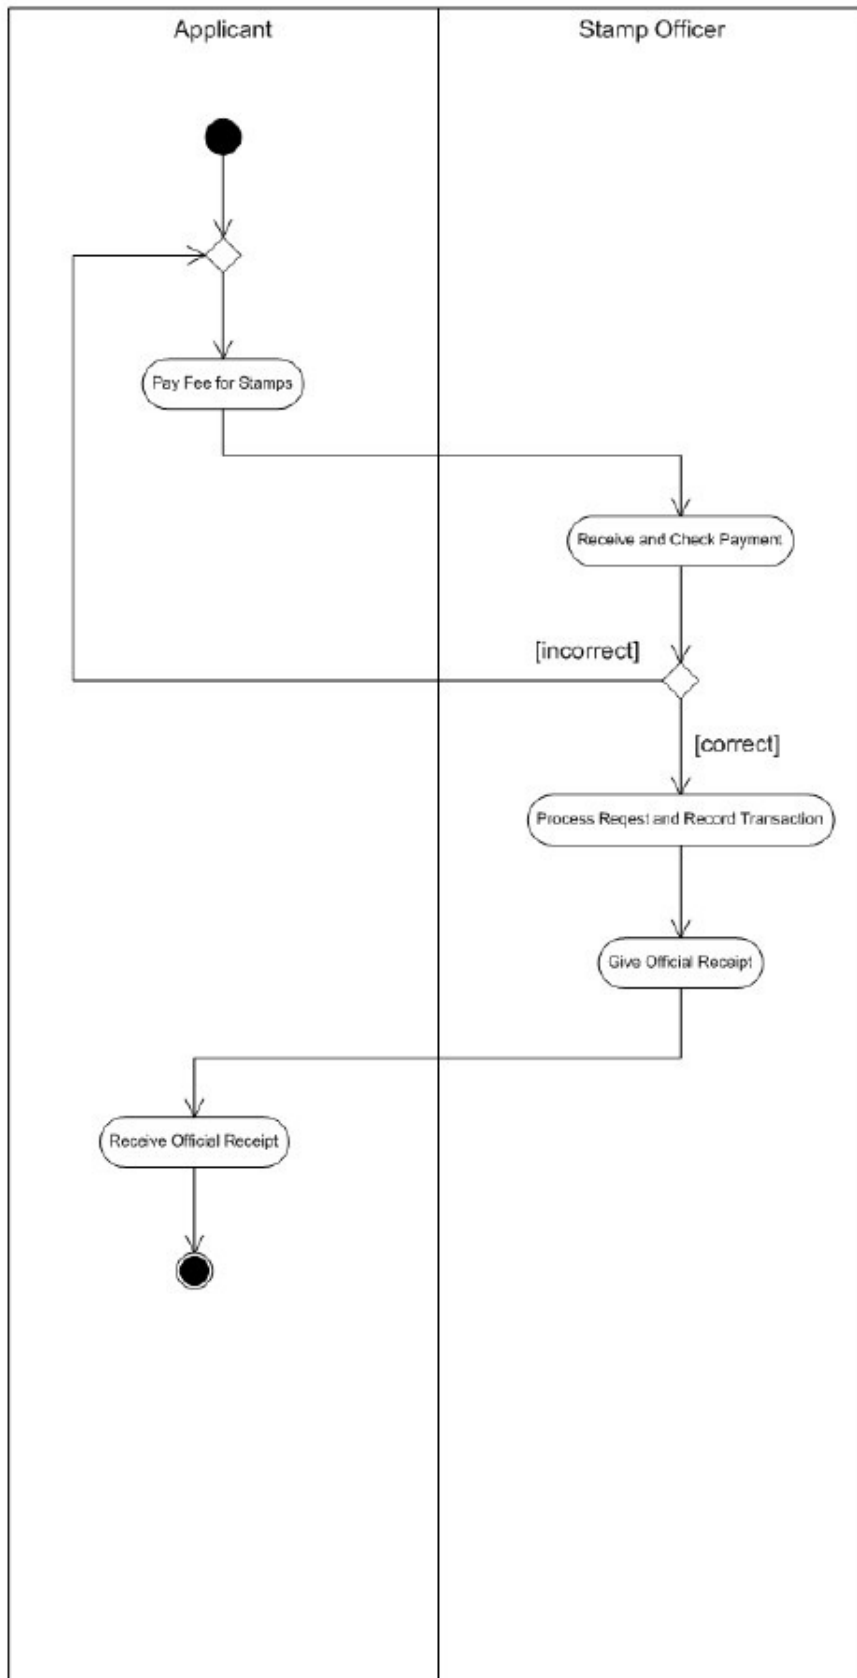 Applicant
Stamp Officer
Pay Fee for Stamps
Receive and Check Payment
[incorrect]
[correct]
Process Reqest and Record Transaction
Give Official Receipt
Receive Official Receipt